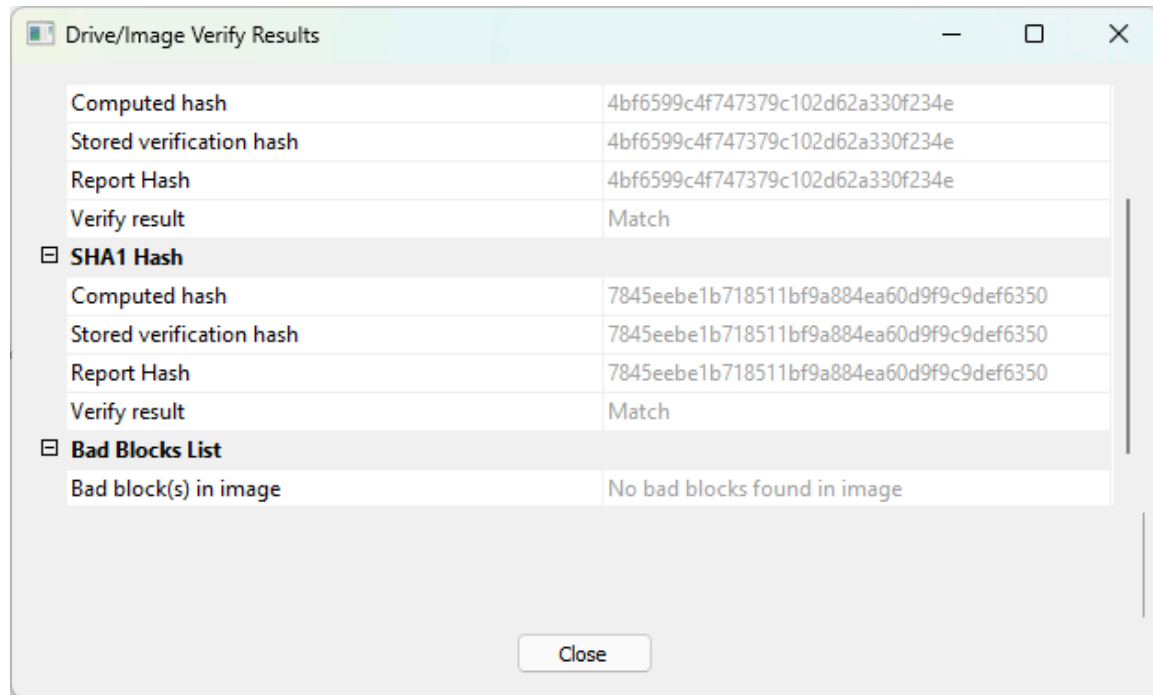 Drive/Image Verify Results
Computed hash 4bf6599c4f747379c102d62a330f234e
Stored verification hash 4bf6599c4f747379c102d62a330f234e
Report Hash 4bf6599c4f747379c102d62a330f234e
Verify result Match
SHA1 Hash
Computed hash 7845eebe1b718511bf9a884ea60d9f9c9def6350
Stored verification hash 7845eebe1b718511bf9a884ea60d9f9c9def6350
Report Hash 7845eebe1b718511bf9a884ea60d9f9c9def6350
Verify result Match
Bad Blocks List
Bad block(s) in image No bad blocks found in image
Close